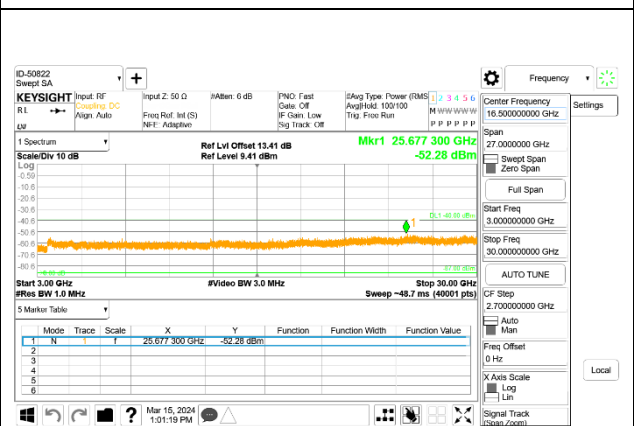 ID-50822
Swept SA
+
Frequency
KEYSIGHT
Input: RF
Coupling: DC
Align: Auto
Input Z: 50 Ω
Freq Ref: Int (S)
NFE: Adaptive
#Atten: 6 dB
PNO: Fast
Gate: Off
IF Gain: Low
Sig Track: Off
#Avg Type: Power (RMS
Avg|Hold: 100/100
Trig: Free Run
1 2 3 4 5 6
M W W W W W
P P P P P P
RL
1 Spectrum
Scale/Div 10 dB
Ref Lvl Offset 13.41 dB
Ref Level 9.41 dBm
Mkr1 25.677 300 GHz
-52.28 dBm
Log
-0.59
-10.6
-20.6
-30.6
-40.6
-50.6
-60.6
-70.6
-80.6
1
DL1 -40.00 dBm
Start 3.00 GHz
#Res BW 1.0 MHz
#Video BW 3.0 MHz
Stop 30.00 GHz
Sweep ~48.7 ms (40001 pts)
5 Marker Table
Mode Trace Scale X Y Function Function Width Function Value
1 N 1 f 25.677 300 GHz -52.28 dBm
2
3
4
5
6
Mar 15, 2024
1:01:19 PM
Center Frequency
16.500000000 GHz
Settings
Span
27.0000000 GHz
Swept Span
Zero Span
Full Span
Start Freq
3.000000000 GHz
Stop Freq
30.000000000 GHz
AUTO TUNE
CF Step
2.700000000 GHz
Auto
Man
Freq Offset
0 Hz
X Axis Scale
Log
Lin
Local
Signal Track
(Span Zoom)